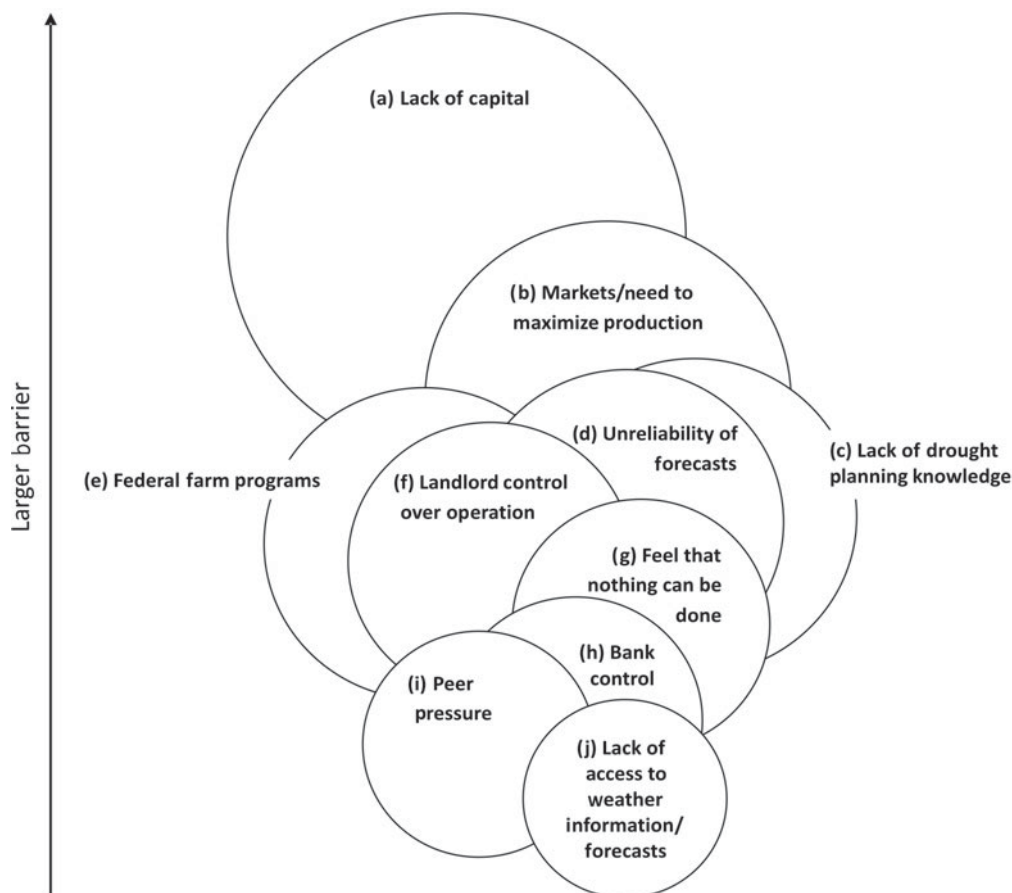 (a) Lack of capital
(b) Markets/need to
maximize production
(d) Unreliability of
forecasts
(c) Lack of drought
planning knowledge
(e) Federal farm programs
(f) Landlord control
over operation
(g) Feel that
nothing can be
done
(h) Bank
control
(i) Peer
pressure
(j) Lack of
access to
weather
information/
forecasts
Larger barrier